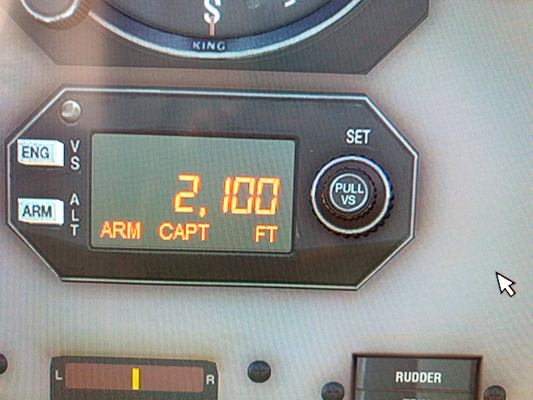 S
KING
SET
ENG
VS
PULL
VS
2,100
ARM
ALT
ARM CAPT FT
L
R
RUDDER